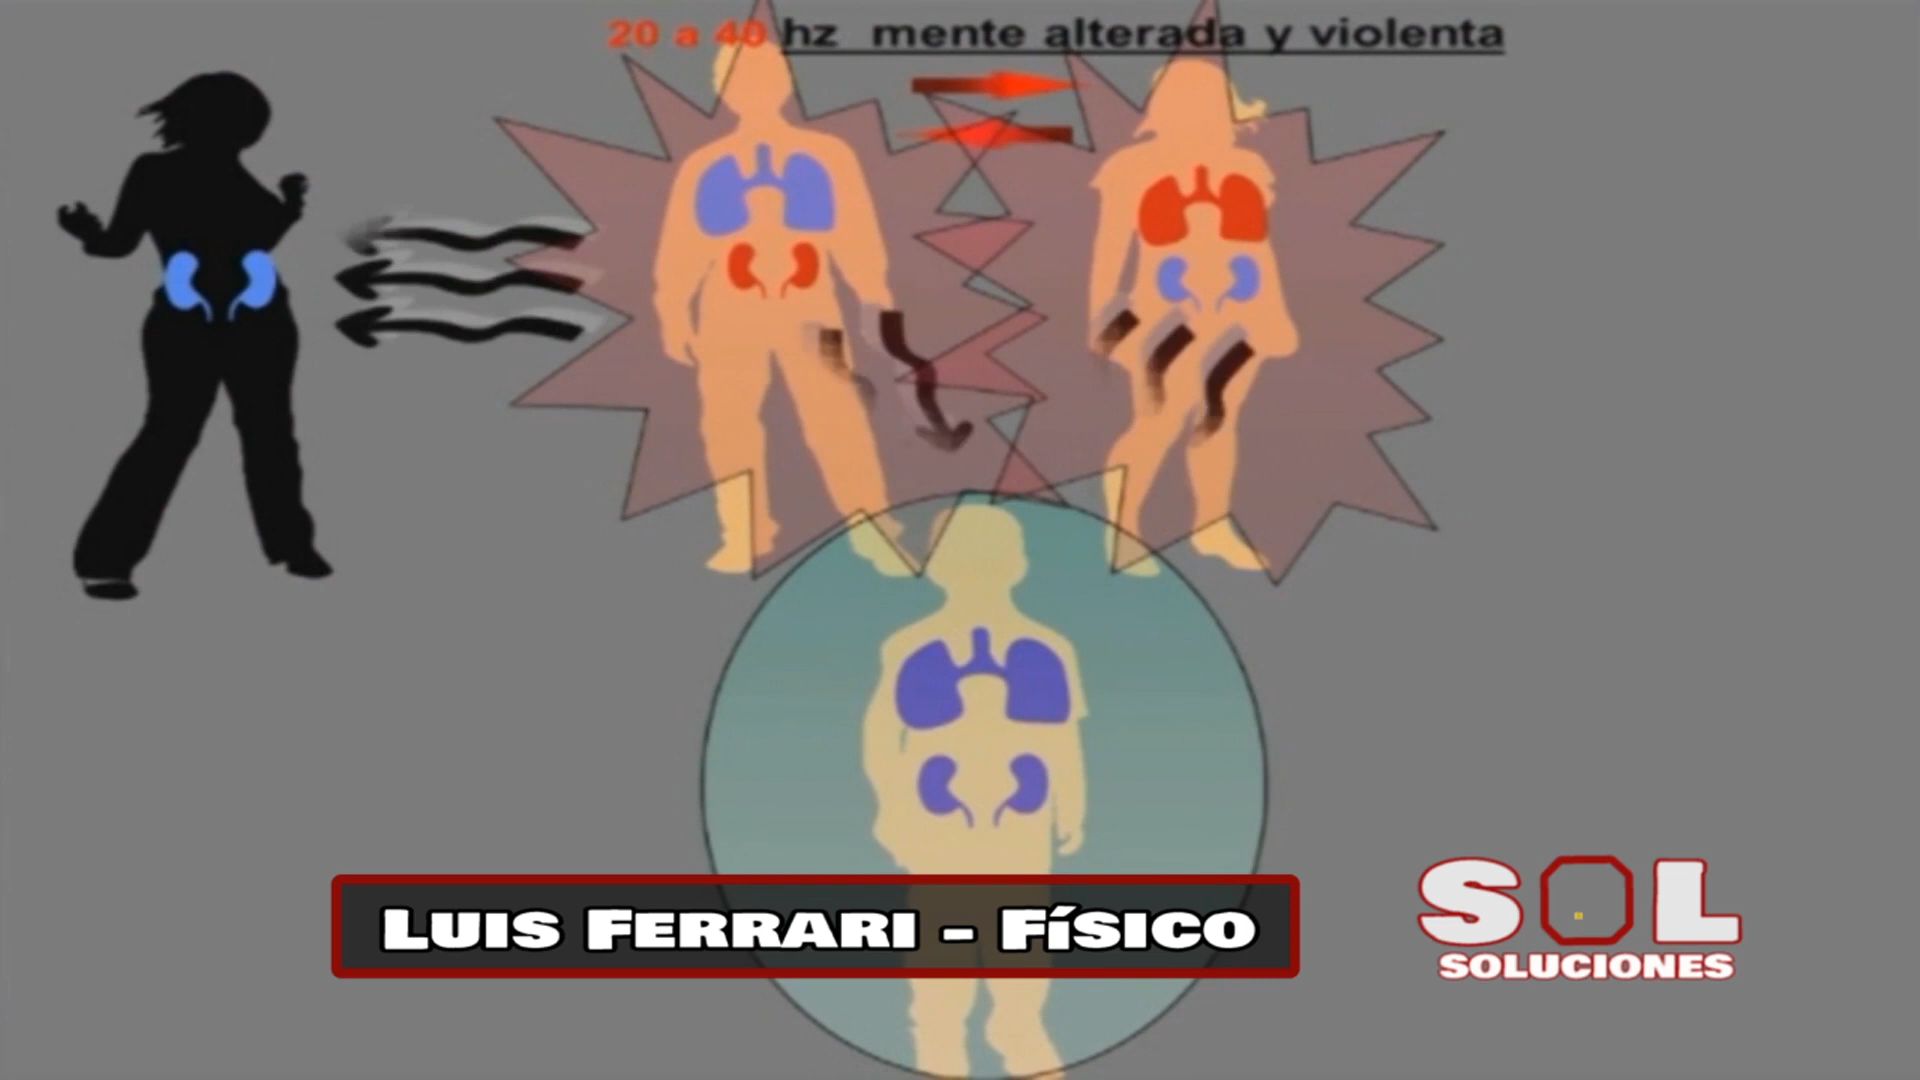 20 a 40 hz mente alterada y violenta
LUIS FERRARI - FÍSICO
SOL
SOLUCIONES